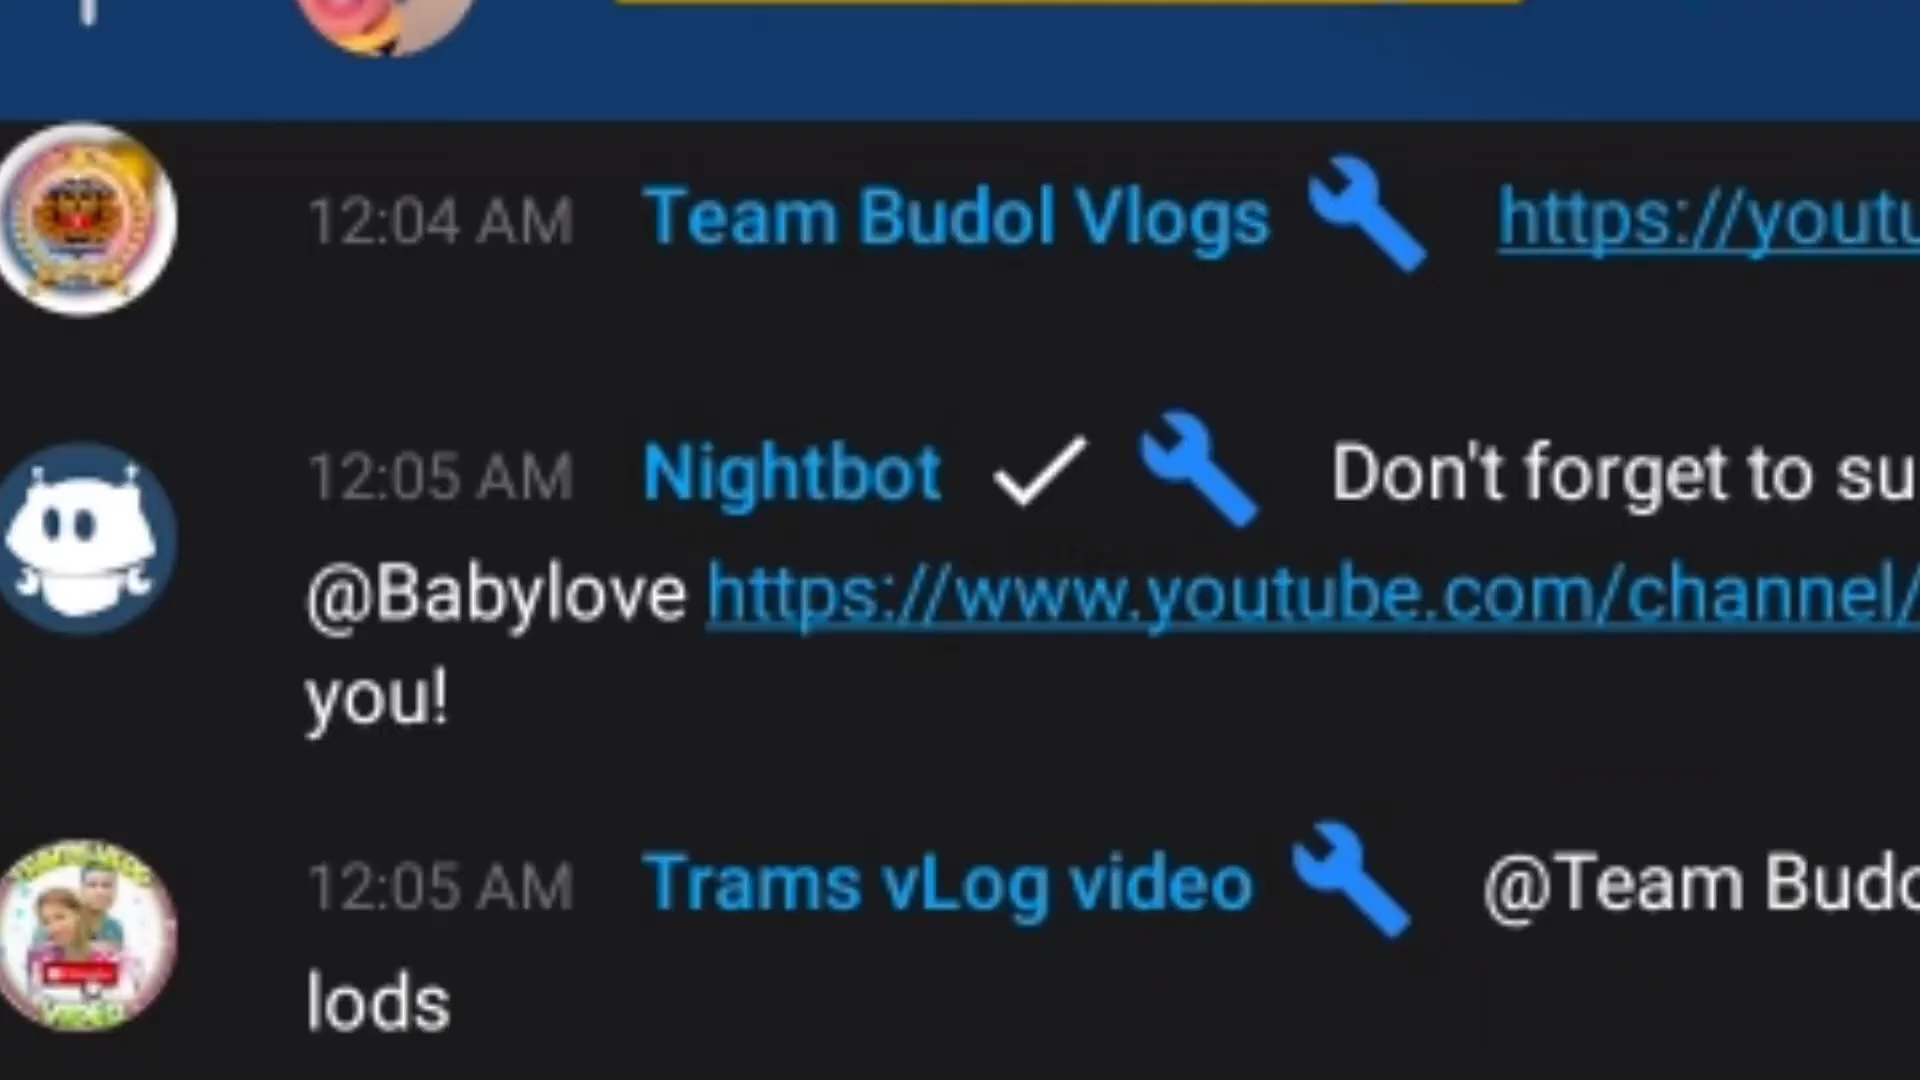 12:04 AM Team Budol Vlogs https://youtu
12:05 AM Nightbot Don't forget to su
@Babylove https://www.youtube.com/channel/
you!
12:05 AM Trams vLog video @Team Budo
lods